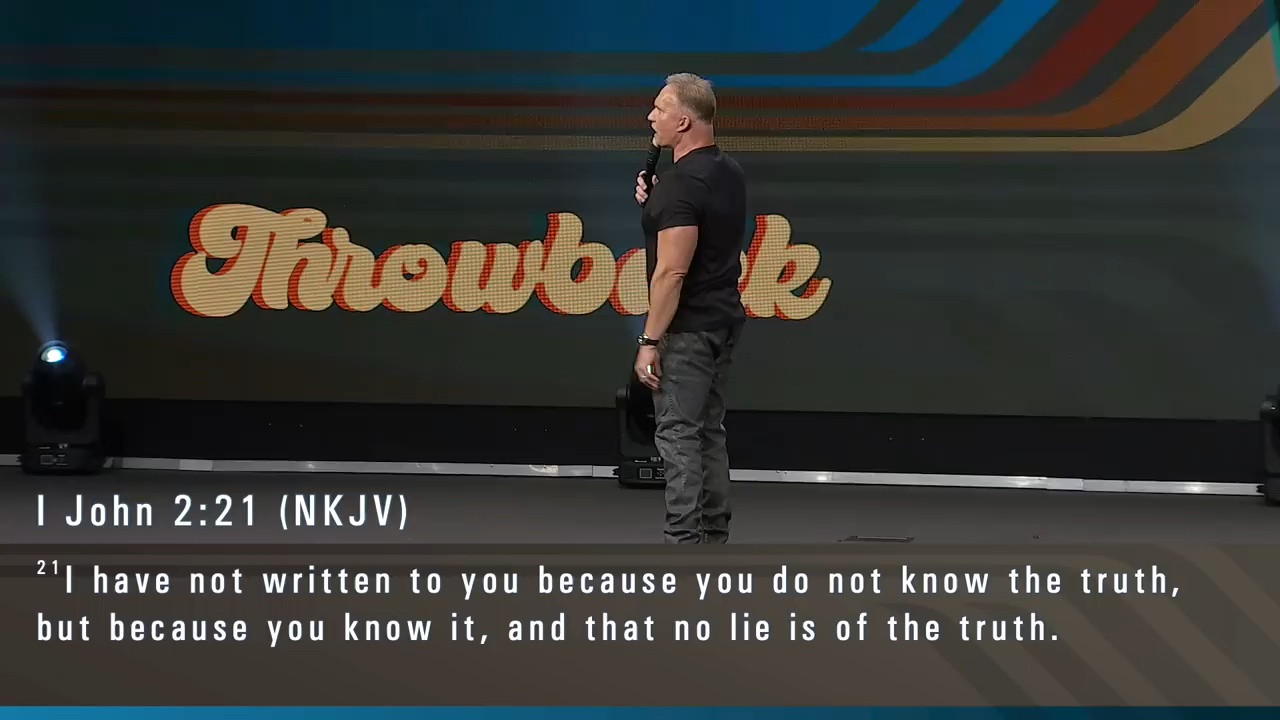 Throwback
I John 2:21 (NKJV)
21I have not written to you because you do not know the truth,
but because you know it, and that no lie is of the truth.